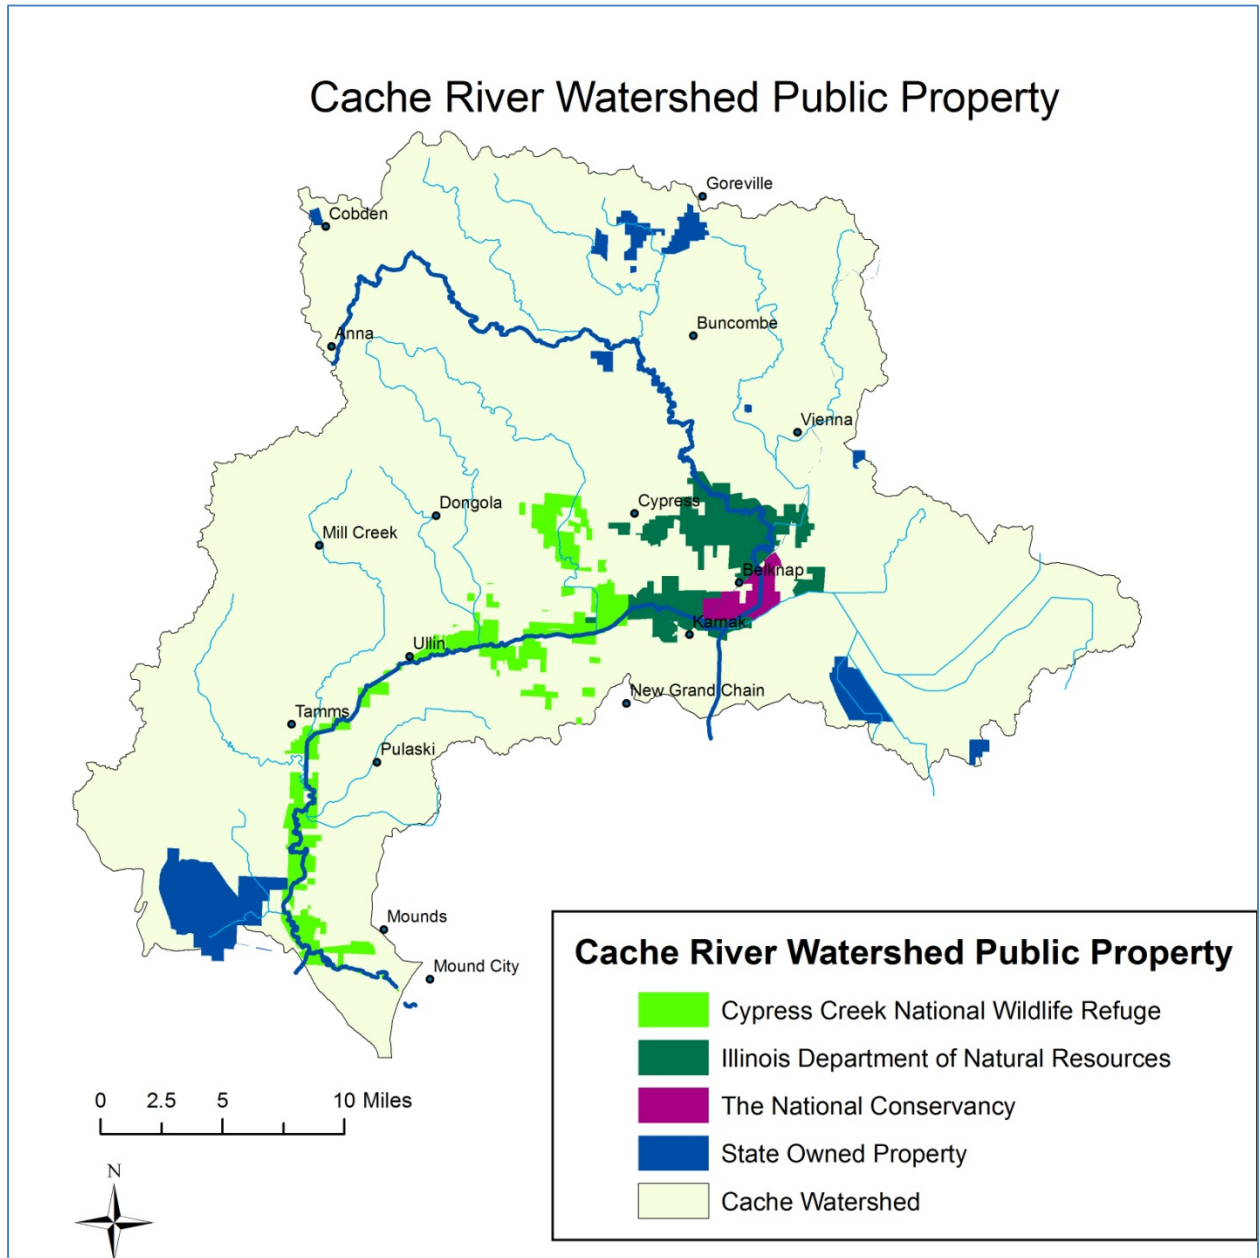 Cache River Watershed Public Property
Goreville
Cobden
Buncombe
Anna
Vienna
Cypress
Dongola
Mill Creek
Belknap
Karnak
Ullin
New Grand Chain
Tamms
Pulaski
Mounds
Mound City
Cache River Watershed Public Property
Cypress Creek National Wildlife Refuge
Illinois Department of Natural Resources
The National Conservancy
State Owned Property
Cache Watershed
0 2.5 5 10 Miles
N